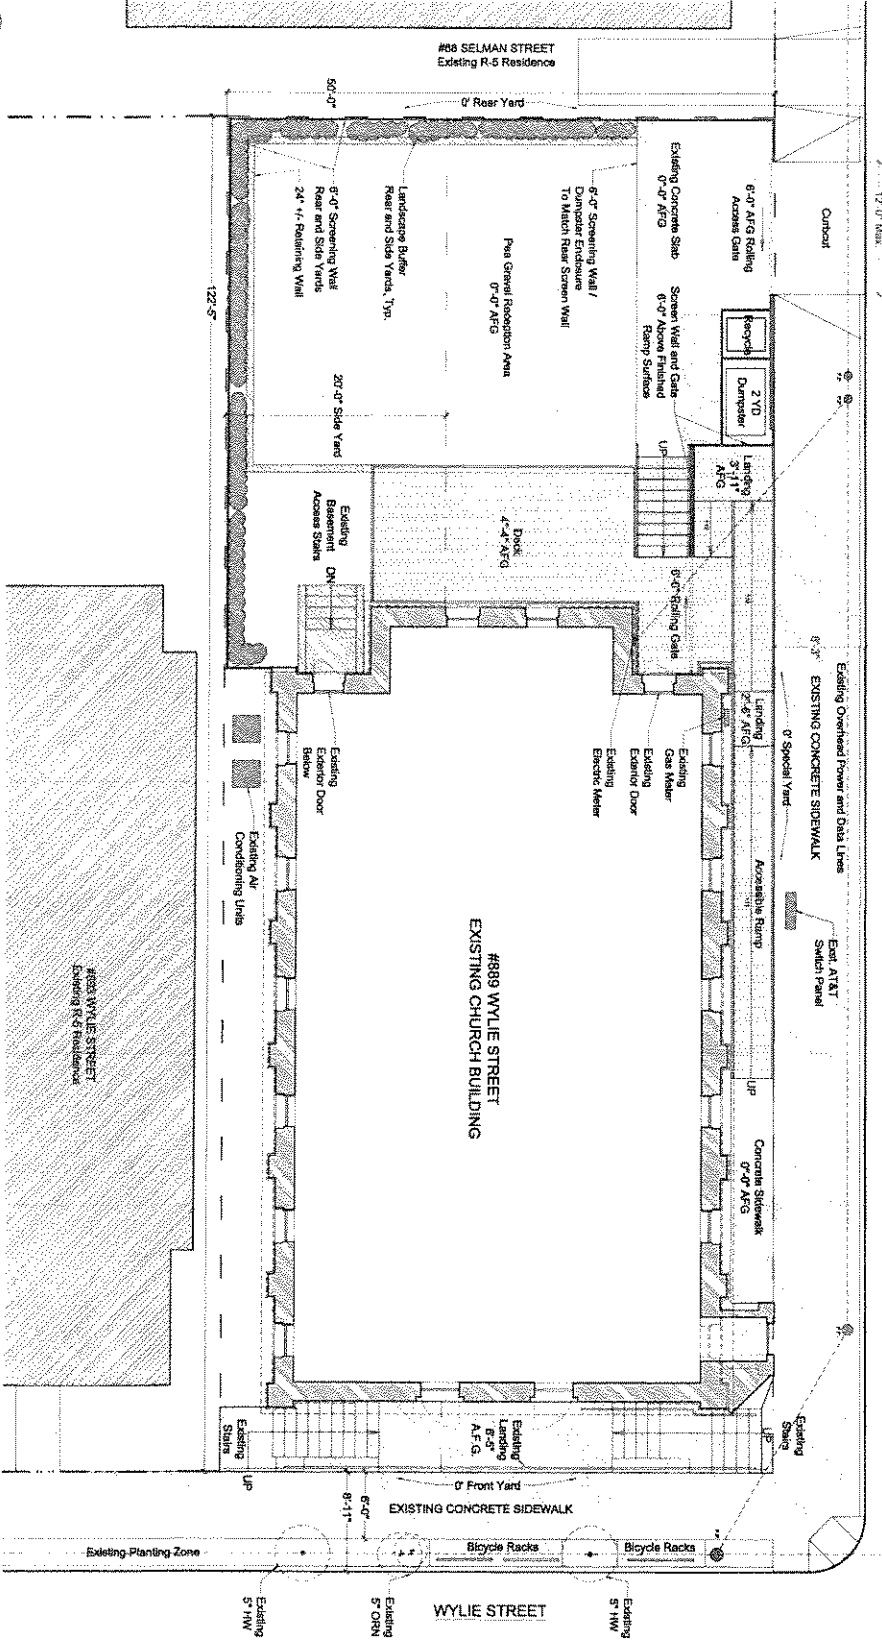 #88 SELMAN STREET
Existing R-5 Residence
50'-0"
0' Rear Yard
12'-0" Max.
Curbcut
6'-0" AFG Rolling
Access Gate
Existing Concrete Slab
0"-0" AFG
6'-0" Screening Wall /
Dumpster Enclosure
To Match Rear Screen Wall
Landscape Buffer
Rear and Side Yards, Typ.
6'-0" Screening Wall
Rear and Side Yards
24" +/- Retaining Wall
122'-5"
Pea Gravel Reception Area
0"-0" AFG
Screen Wall and Gate
6'-0" Above Finished
Ramp Surface
Recycle
2 YD
Dumpster
UP
Landing
3'-11"
AFG
20'-0" Side Yard
Existing
Basement
Access Stairs
DN
Deck
4'-4" AFG
6'-0" Rolling Gate
8'-3"
EXISTING CONCRETE SIDEWALK
Existing Overhead Power and Data Lines
Landing
2'-6" AFG
0' Special Yard
Existing
Exterior Door
Below
Existing
Electric Meter
Existing
Exterior Door
Existing
Gas Meter
Existing Air
Conditioning Units
Accessible Ramp
Exist. AT&T
Switch Panel
#889 WYLIE STREET
EXISTING CHURCH BUILDING
WYLIE STREET
Existing R-5 Residence
UP
Concrete Sidewalk
0"-0" AFG
Existing
Stairs
UP
Existing
Landing
A.F.G.
Existing
Stairs
UP
0' Front Yard
6'-0"
8'-11"
EXISTING CONCRETE SIDEWALK
Existing Planting Zone
Bicycle Racks
Bicycle Racks
Existing
5" HW
Existing
5" ORN
Existing
5" HW
WYLIE STREET